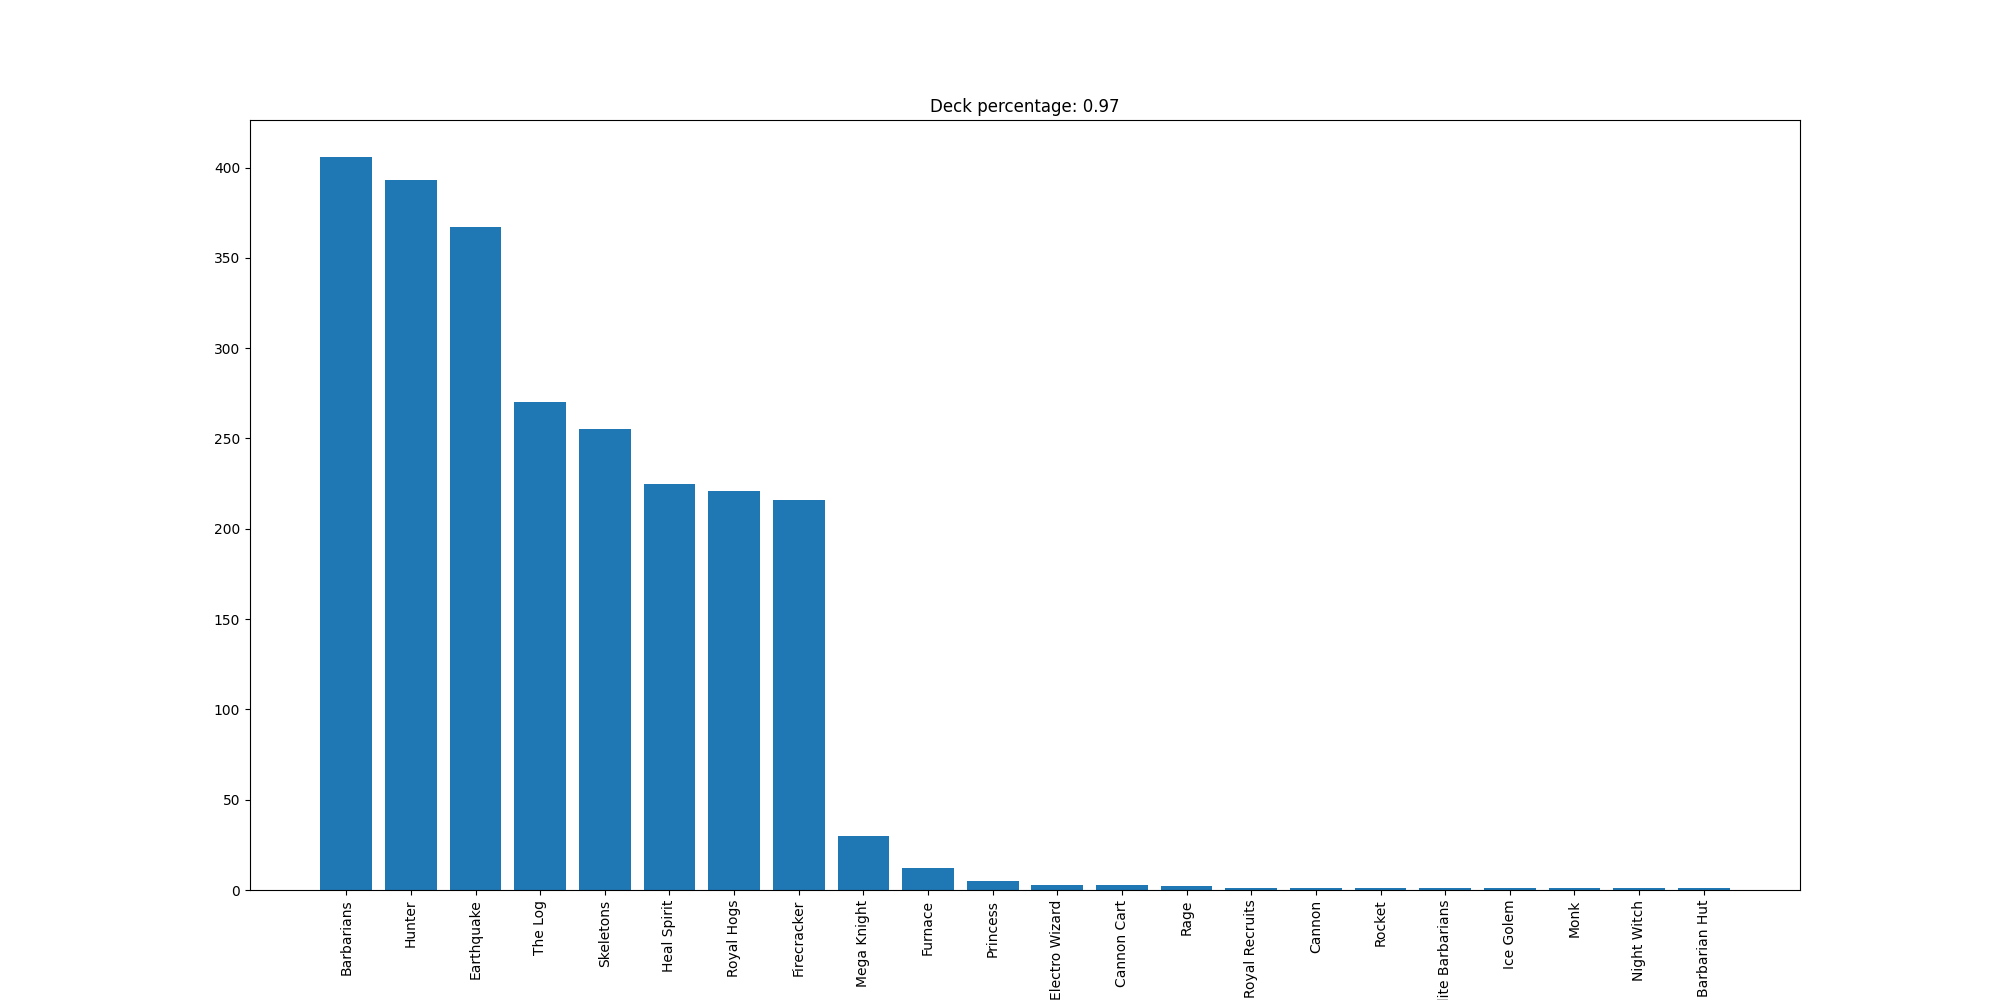 Deck percentage: 0.97
400
350
300
250
200
150
100
50
0
Barbarians
Hunter
Earthquake
The Log
Skeletons
Heal Spirit
Royal Hogs
Firecracker
Mega Knight
Furnace
Princess
Electro Wizard
Cannon Cart
Rage
Royal Recruits
Cannon
Rocket
lite Barbarians
Ice Golem
Monk
Night Witch
Barbarian Hut